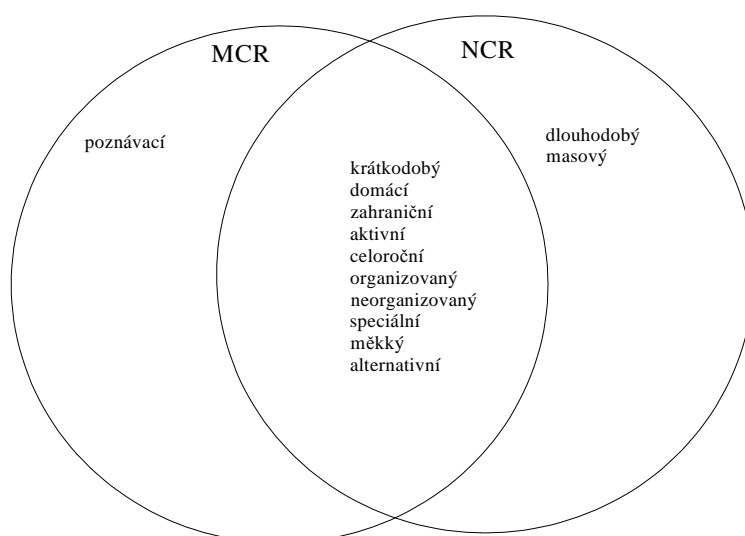 MCR
NCR
poznávací
dlouhodobý
masový
krátkodobý
domácí
zahraniční
aktivní
celoroční
organizovaný
neorganizovaný
speciální
měkký
alternativní